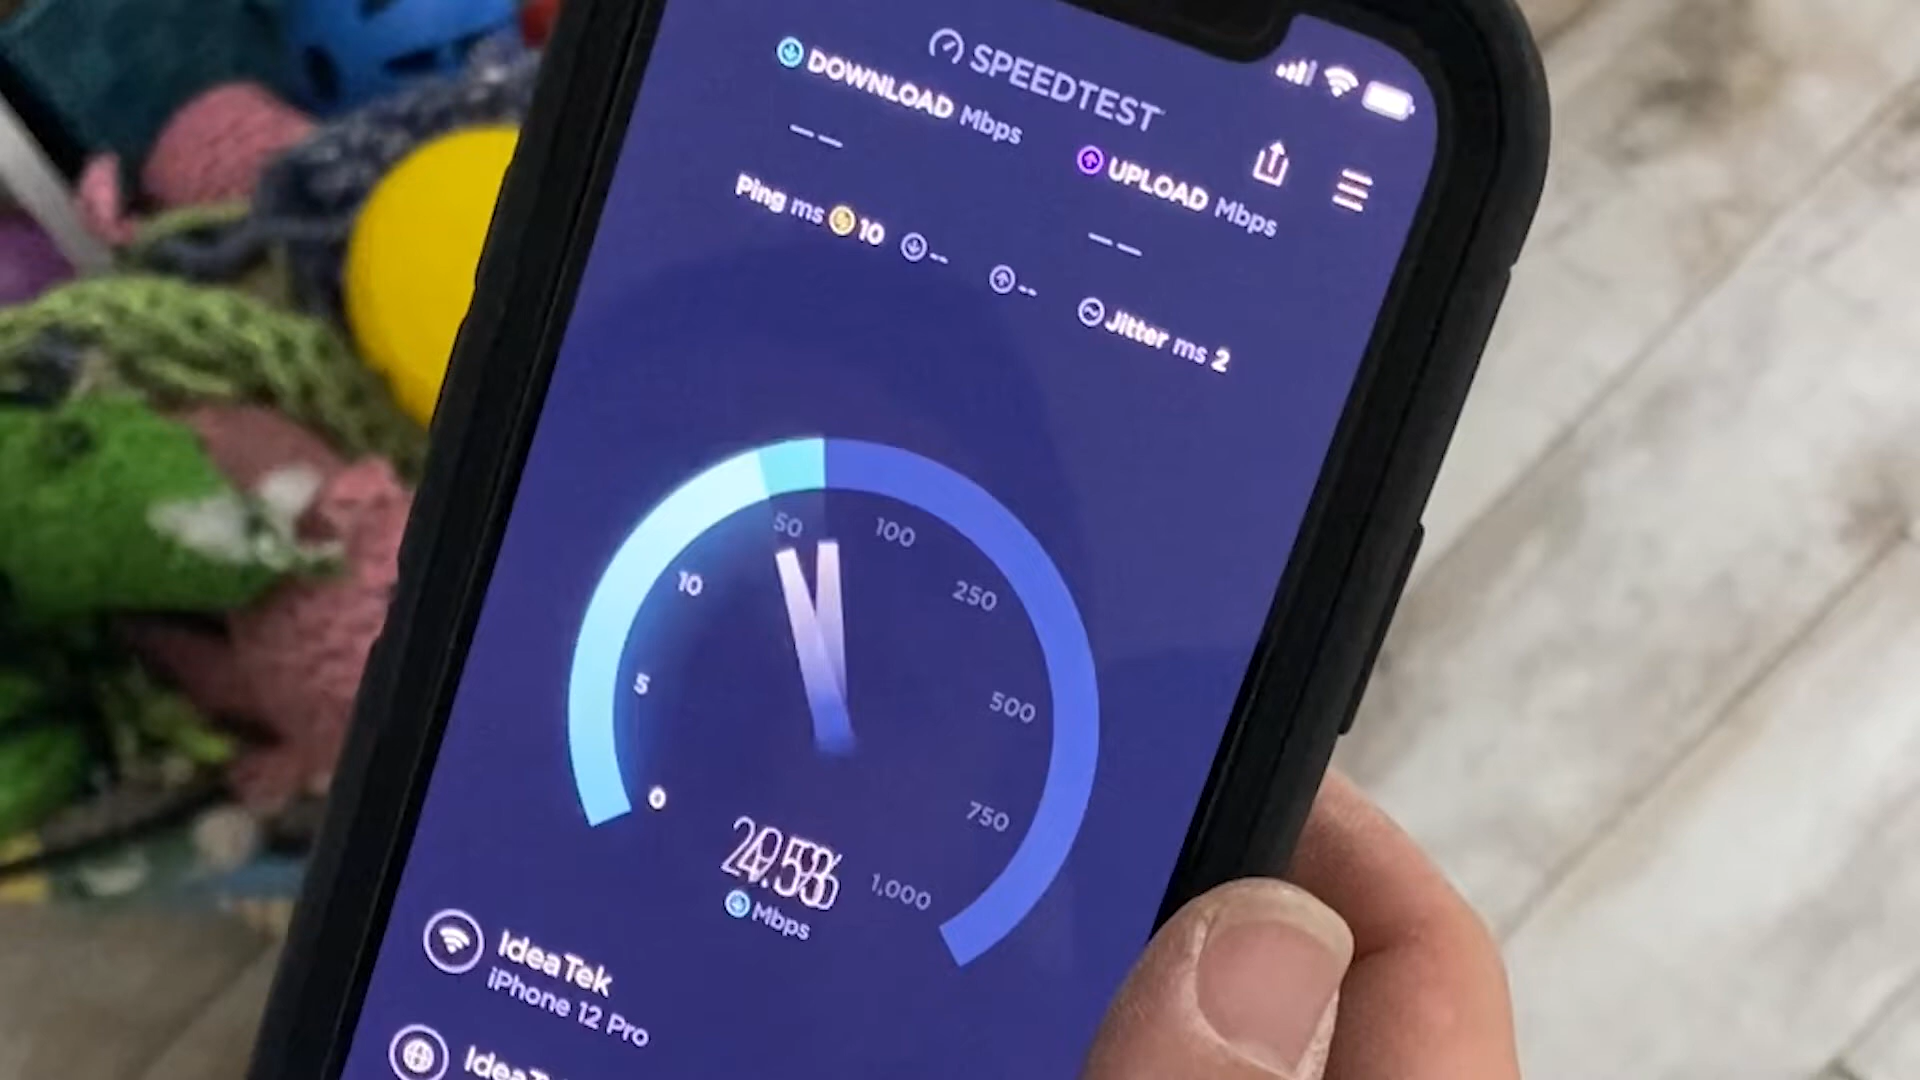 SPEEDTEST
DOWNLOAD Mbps
UPLOAD Mbps
Ping ms 10 -- -- Jitter ms 2
0
5
10
50
100
250
500
750
1,000
Mbps
IdeaTek
iPhone 12 Pro